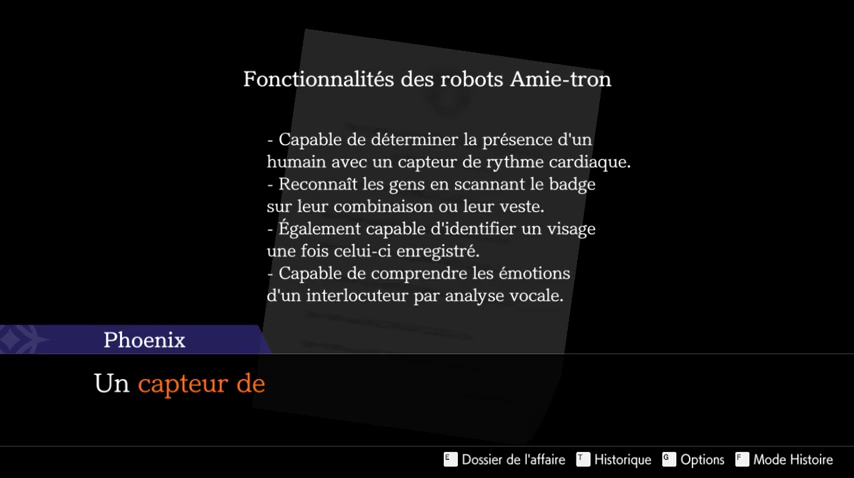 Fonctionnalités des robots Amie-tron
- Capable de déterminer la présence d'un
humain avec un capteur de rythme cardiaque.
- Reconnaît les gens en scannant le badge
sur leur combinaison ou leur veste.
- Également capable d'identifier un visage
une fois celui-ci enregistré.
- Capable de comprendre les émotions
d'un interlocuteur par analyse vocale.
Phoenix
Un capteur de
E Dossier de l'affaire T Historique G Options F Mode Histoire